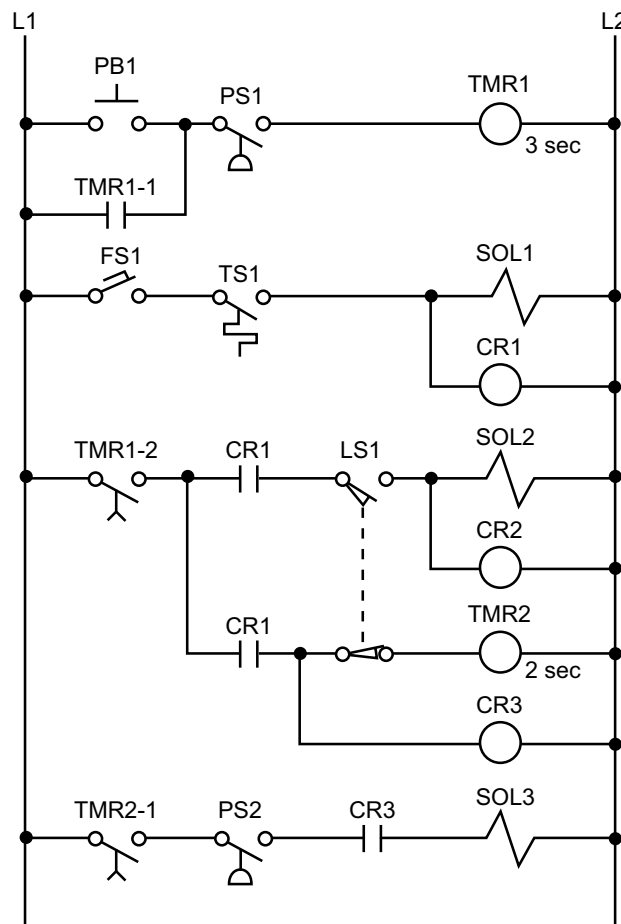 L1
L2
PB1
PS1
TMR1
3 sec
TMR1-1
FS1
TS1
SOL1
CR1
TMR1-2
CR1
LS1
SOL2
CR2
CR1
TMR2
2 sec
CR3
TMR2-1
PS2
CR3
SOL3